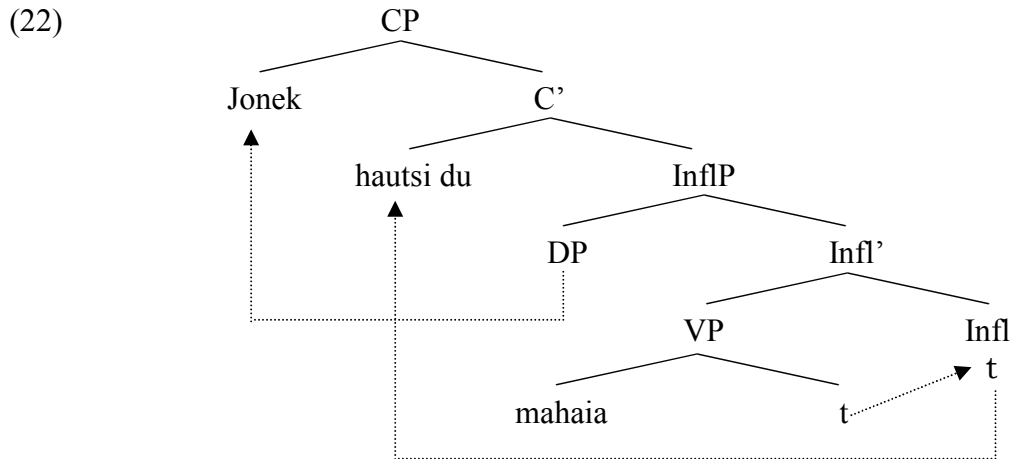 (22) CP
Jonek C’
hautsi du InflP
DP Infl’
VP Infl
t
mahaia t